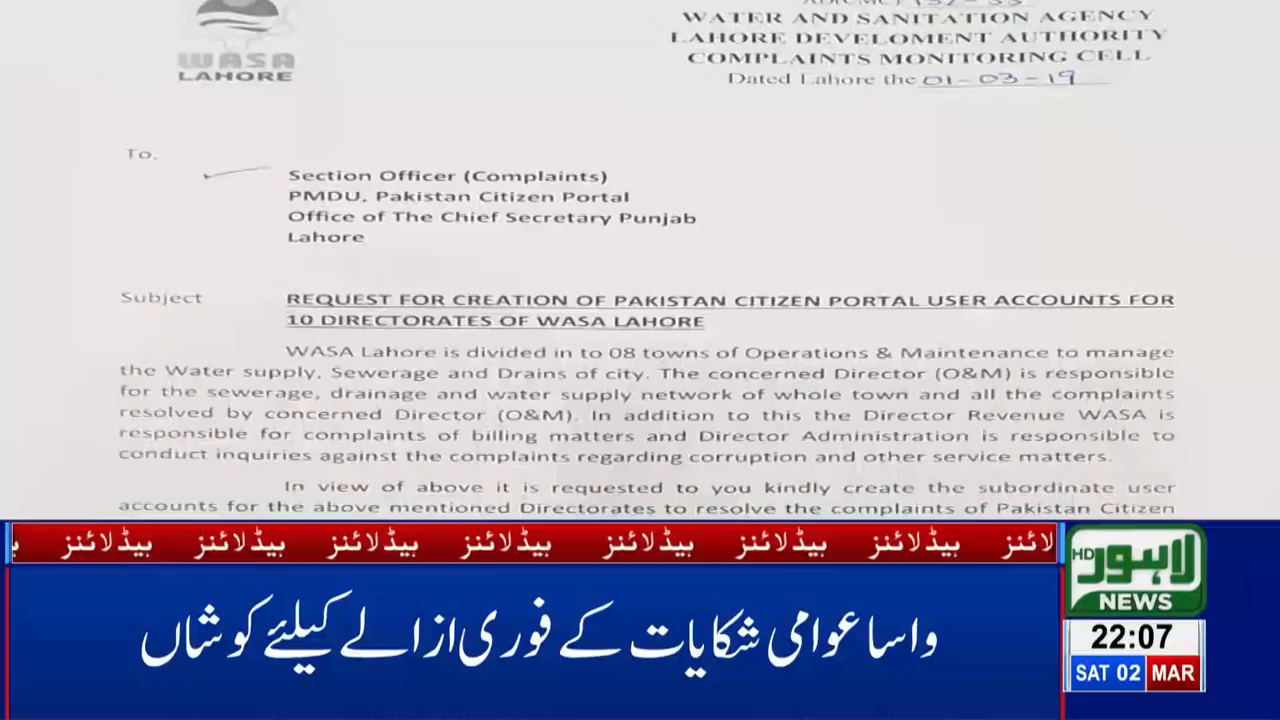 WASA
LAHORE
WATER AND SANITATION AGENCY
LAHORE DEVELOMENT AUTHORITY
COMPLAINTS MONITORING CELL
Dated Lahore the 01-03-19
To.
Section Officer (Complaints)
PMDU, Pakistan Citizen Portal
Office of The Chief Secretary Punjab
Lahore
Subject REQUEST FOR CREATION OF PAKISTAN CITIZEN PORTAL USER ACCOUNTS FOR
10 DIRECTORATES OF WASA LAHORE
WASA Lahore is divided in to 08 towns of Operations & Maintenance to manage
the Water supply, Sewerage and Drains of city. The concerned Director (O&M) is responsible
for the sewerage, drainage and water supply network of whole town and all the complaints
resolved by concerned Director (O&M). In addition to this the Director Revenue WASA is
responsible for complaints of billing matters and Director Administration is responsible to
conduct inquiries against the complaints regarding corruption and other service matters.
In view of above it is requested to you kindly create the subordinate user
accounts for the above mentioned Directorates to resolve the complaints of Pakistan Citizen
ہیڈلائنز ہیڈلائنز ہیڈلائنز ہیڈلائنز ہیڈلائنز ہیڈلائنز ہیڈلائنز
واسا عوامی شکایات کے فوری ازالے کیلئے کوشاں
لاہور HD
NEWS
22:07
SAT 02 MAR